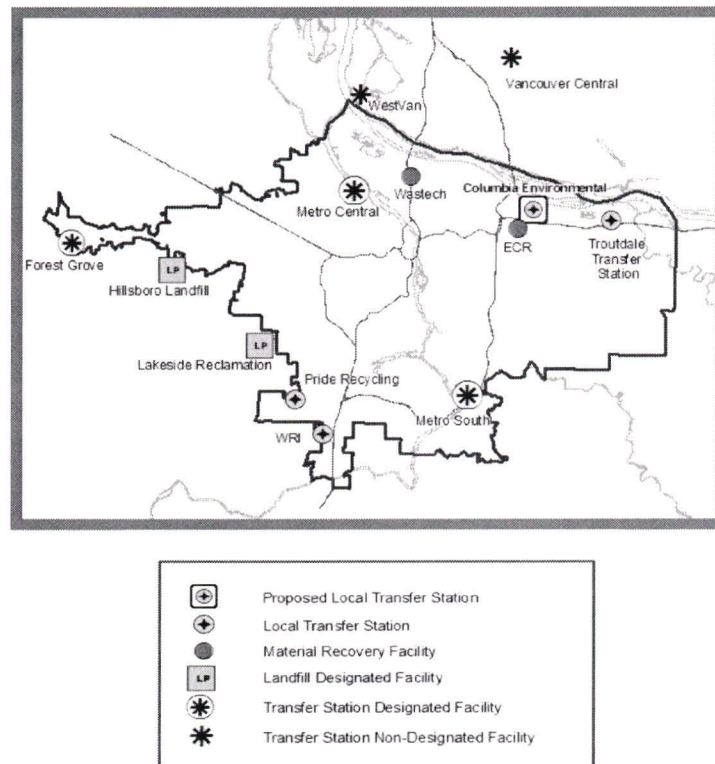 Vancouver Central
WestVan
Wastech
Columbia Environmental
Metro Central
ECR
Troutdale
Transfer
Station
Forest Grove
LP
Hillsboro Landfill
LP
Lakeside Reclamation
Pride Recycling
Metro South
WRI
Proposed Local Transfer Station
Local Transfer Station
Material Recovery Facility
LP
Landfill Designated Facility
Transfer Station Designated Facility
Transfer Station Non-Designated Facility